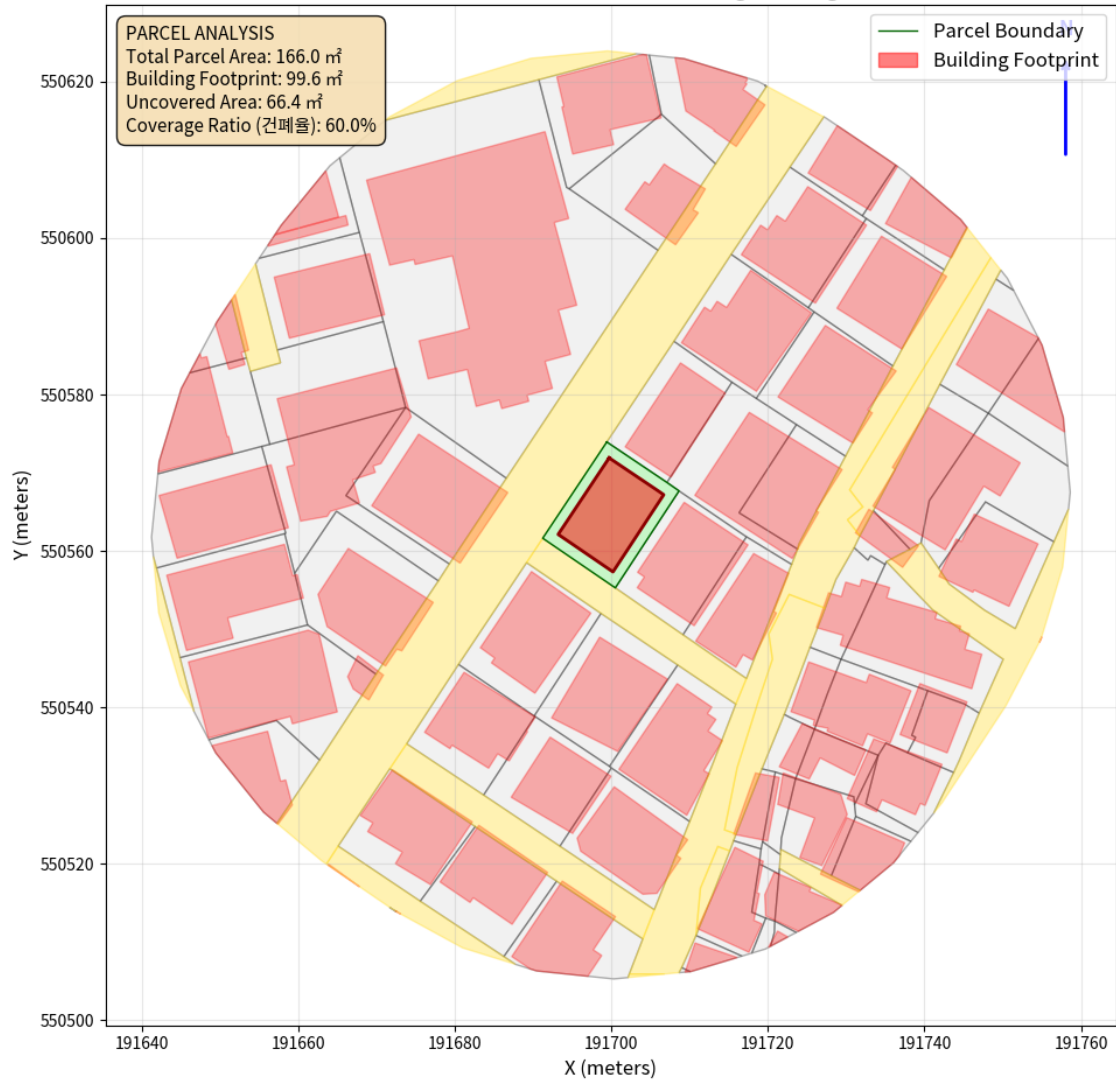 PARCEL ANALYSIS
Total Parcel Area: 166.0 ㎡
Building Footprint: 99.6 ㎡
Uncovered Area: 66.4 ㎡
Coverage Ratio (건폐율): 60.0%
Parcel Boundary
Building Footprint
N
550620
550600
550580
550560
550540
550520
550500
Y (meters)
191640
191660
191680
191700
191720
191740
191760
X (meters)